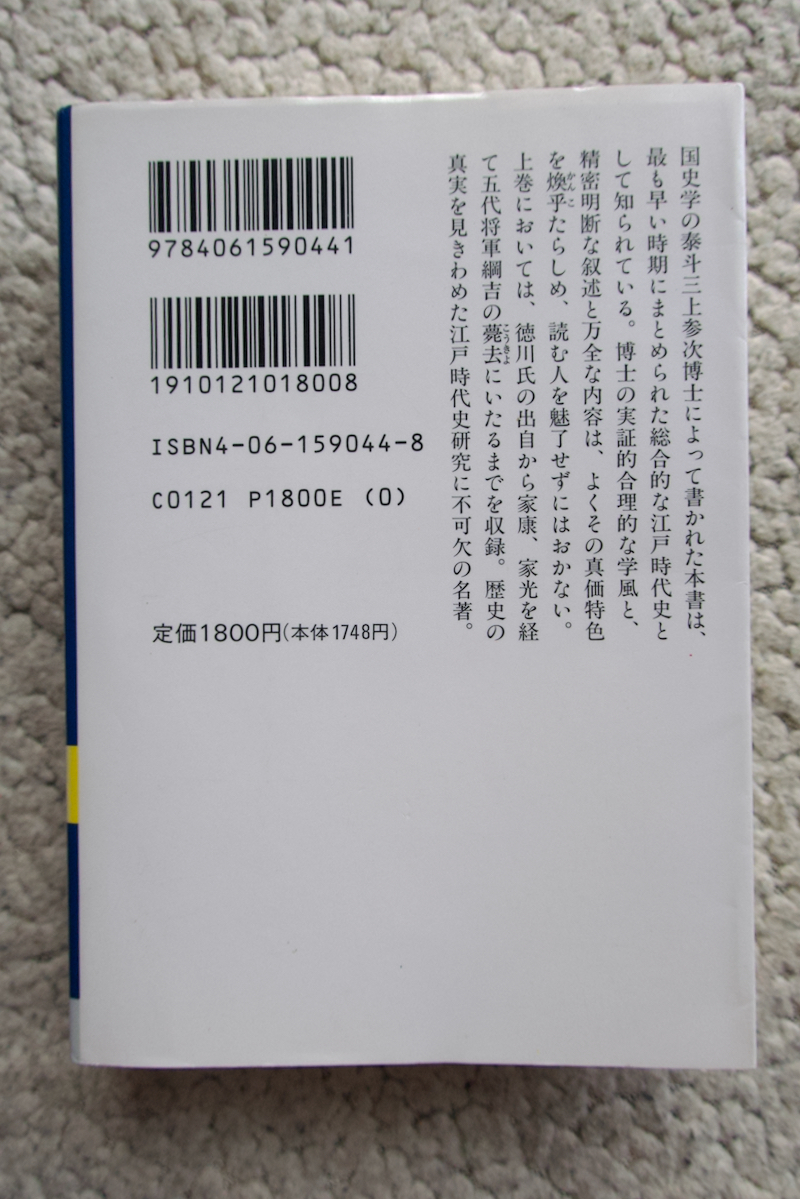 国史学の泰斗三上参次博士によって書かれた本書は、
最も早い時期にまとめられた総合的な江戸時代史と
して知られている。博士の実証的合理的な学風と、
精密明断な叙述と万全な内容は、よくその真価特色
を煥乎たらしめ、読む人を魅了せずにはおかない。
かんこ
上巻においては、徳川氏の出自から家康、家光を経
て五代将軍綱吉の薨去にいたるまでを収録。歴史の
こうきよ
真実を見きわめた江戸時代史研究に不可欠の名著。
9784061590441
1910121018008
ISBN4-06-159044-8
C0121 P1800E (0)
定価1800円(本体1748円)